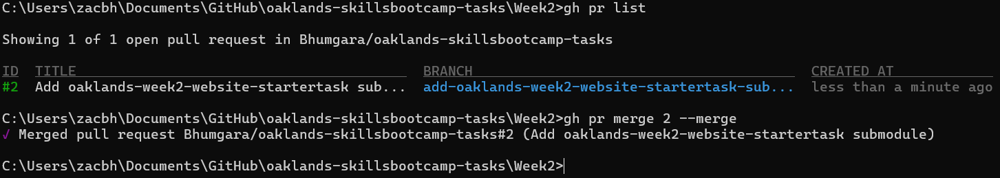 C:\Users\zacbh\Documents\GitHub\oaklands-skillsbootcamp-tasks\Week2>gh pr list
Showing 1 of 1 open pull request in Bhumgara/oaklands-skillsbootcamp-tasks
ID TITLE BRANCH CREATED AT
#2 Add oaklands-week2-website-startertask sub... add-oaklands-week2-website-startertask-sub... less than a minute ago
C:\Users\zacbh\Documents\GitHub\oaklands-skillsbootcamp-tasks\Week2>gh pr merge 2 --merge
√ Merged pull request Bhumgara/oaklands-skillsbootcamp-tasks#2 (Add oaklands-week2-website-startertask submodule)
C:\Users\zacbh\Documents\GitHub\oaklands-skillsbootcamp-tasks\Week2>